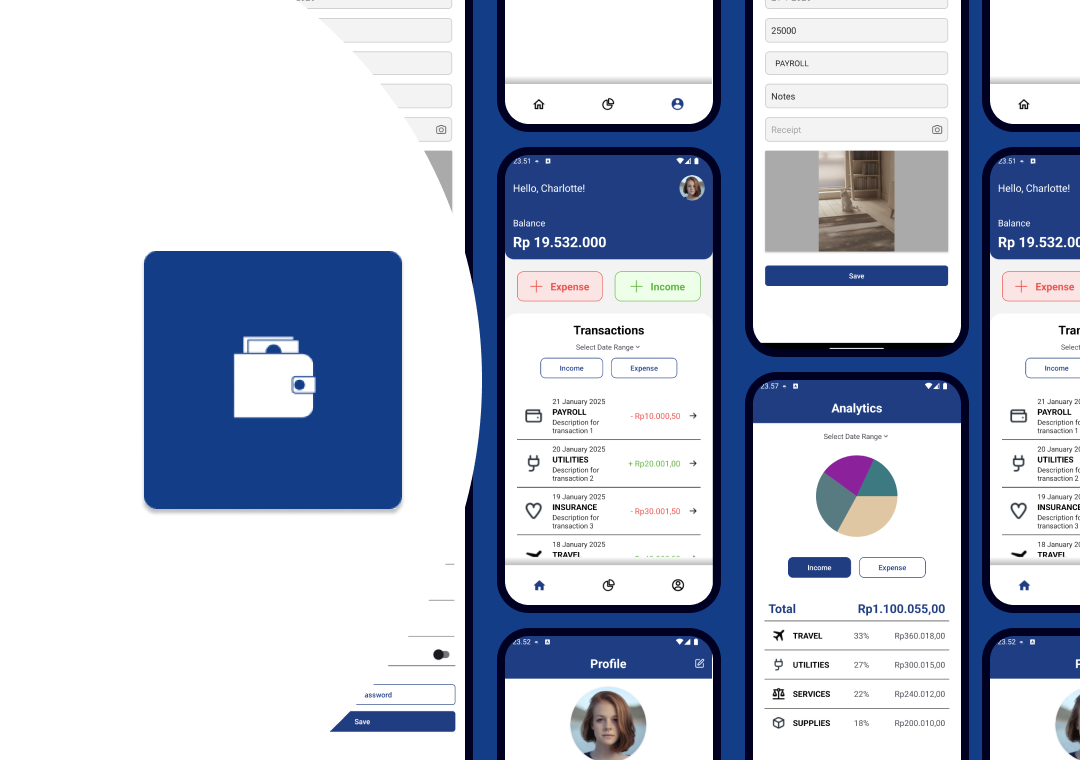 25000
PAYROLL
Notes
Receipt
Save
23.51
Hello, Charlotte!
Balance
Rp 19.532.000
Expense
Income
Transactions
Select Date Range
Income
Expense
21 January 2025
PAYROLL
Description for
transaction 1
- Rp10.000,50
20 January 2025
UTILITIES
Description for
transaction 2
+ Rp20.001,00
19 January 2025
INSURANCE
Description for
transaction 3
- Rp30.001,50
18 January 2025
TRAVEL
23.52
Profile
23.57
Analytics
Select Date Range
Income
Expense
Total
Rp1.100.055,00
TRAVEL
33%
Rp360.018,00
UTILITIES
27%
Rp300.015,00
SERVICES
22%
Rp240.012,00
SUPPLIES
18%
Rp200.010,00
23.51
Hello, Charlotte!
Balance
Rp 19.532.00
Expense
Tran
Select
Income
21 January 2025
PAYROLL
Description fo
transaction 1
20 January 2025
UTILITIES
Description fo
transaction 2
19 January 2025
INSURANCE
Description fo
transaction 3
18 January 2025
TRAVEL
23.52
P
assword
Save